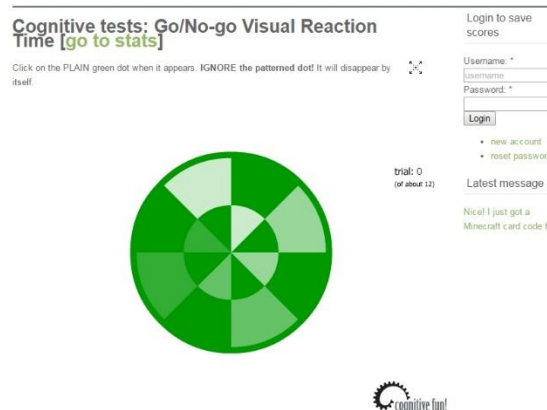 Cognitive tests: Go/No-go Visual Reaction
Time [go to stats]
Click on the PLAIN green dot when it appears. IGNORE the patterned dot! It will disappear by
itself.
trial: 0
(of about 12)
Login to save
scores
Username: *
username
Password: *
Login
new account
reset passwor
Latest message
Nice! I just got a
Minecraft card code f
cognitive fun!